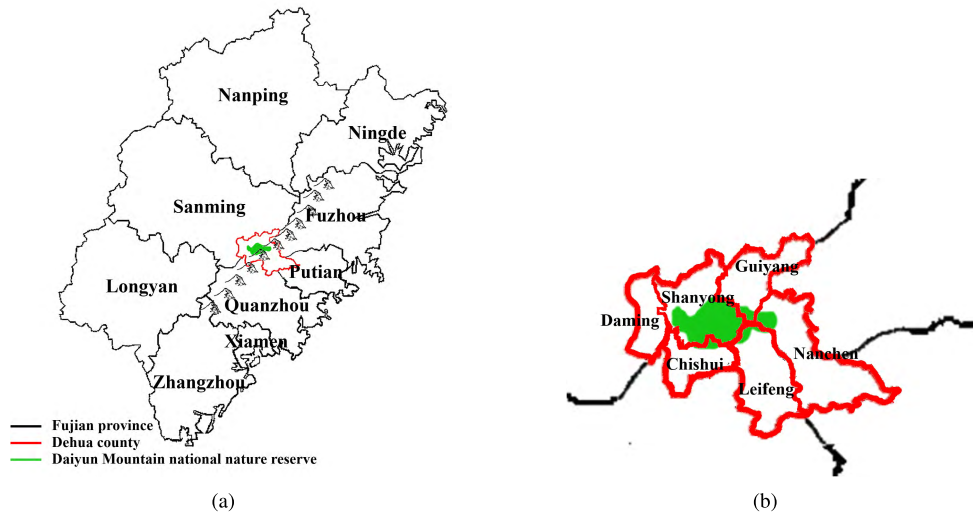 Nanping
Ningde
Sanming
Fuzhou
Longyan
Putian
Quanzhou
Xiamen
Zhangzhou
Fujian province
Dehua county
Daiyun Mountain national nature reserve
(a)
Guiyang
Shanyong
Daming
Nanchen
Chishui
Leifeng
(b)